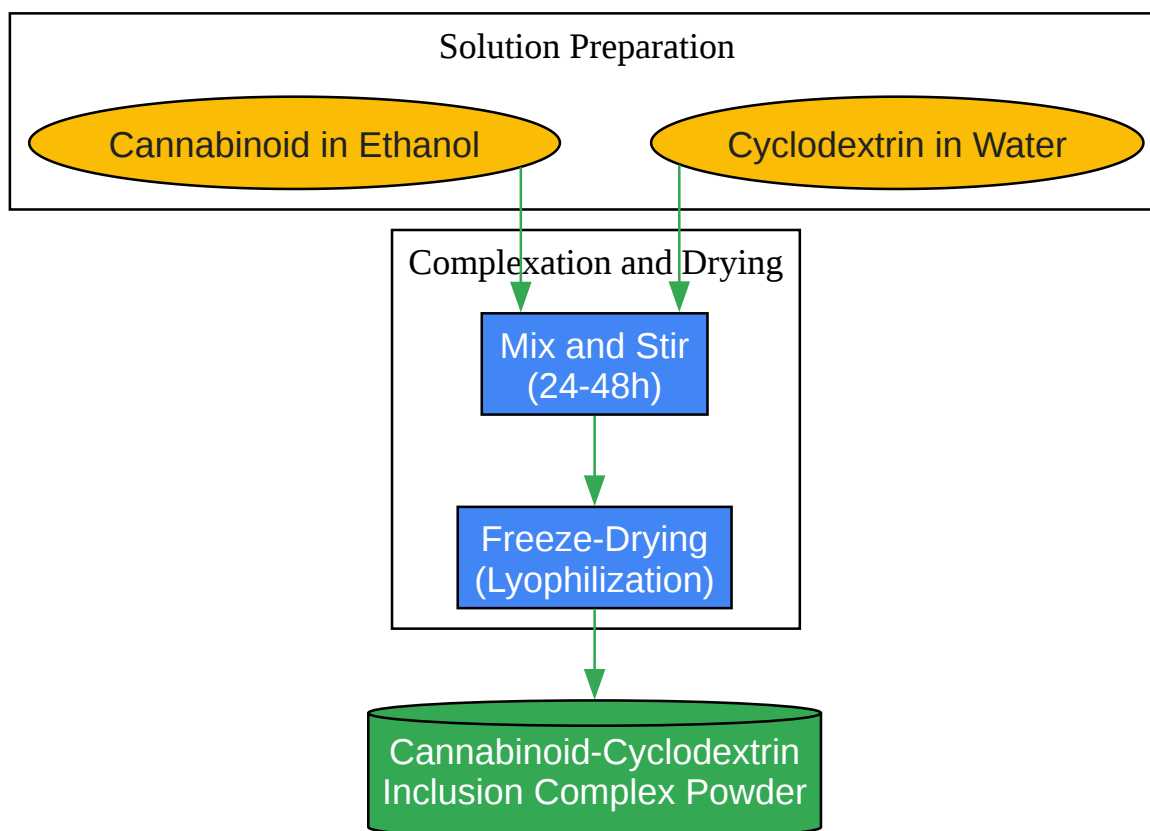 Solution Preparation
Cannabinoid in Ethanol
Cyclodextrin in Water
Complexation and Drying
Mix and Stir
(24-48h)
Freeze-Drying
(Lyophilization)
Cannabinoid-Cyclodextrin
Inclusion Complex Powder